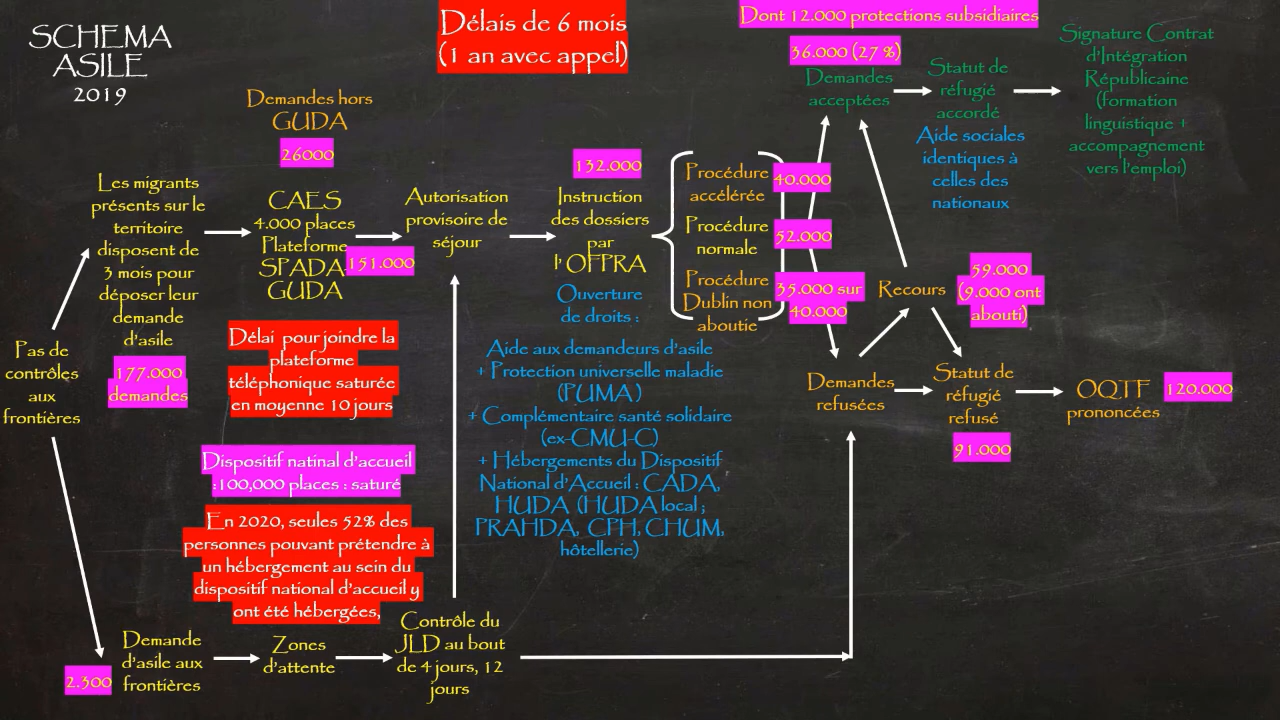 SCHEMA
ASILE
2019
Délais de 6 mois
(1 an avec appel)
Dont 12.000 protections subsidiaires
36.000 (27 %)
Demandes
acceptées
Statut de
réfugié
accordé
Aide sociales
identiques à
celles des
nationaux
Signature Contrat
d'Intégration
Républicaine
(formation
linguistique +
accompagnement
vers l'emploi)
Demandes hors
GUDA
26000
Les migrants
présents sur le
territoire
disposent de
3 mois pour
déposer leur
demande
d'asile
177.000
demandes
CAES
4.000 places
Plateforme
SPADA
GUDA
151.000
Autorisation
provisoire de
séjour
132.000
Instruction
des dossiers
par
l' OFPRA
Ouverture
de droits :
Procédure
accélérée
40.000
Procédure
normale
52.000
Procédure
Dublin non
aboutie
35.000 sur
40.000
Recours
59.000
(9.000 ont
abouti)
Pas de
contrôles
aux
frontières
Délai pour joindre la
plateforme
téléphonique saturée
en moyenne 10 jours
Aide aux demandeurs d'asile
+ Protection universelle maladie
(PUMA)
+ Complémentaire santé solidaire
(ex-CMU-C)
+ Hébergements du Dispositif
National d'Accueil : CADA,
HUDA (HUDA local ;
PRAHDA, CPH, CHUM,
hôtellerie)
Demandes
refusées
Statut de
réfugié
refusé
91.000
OQTF
prononcées
120.000
Dispositif natinal d'accueil
:100,000 places : saturé
En 2020, seules 52% des
personnes pouvant prétendre à
un hébergement au sein du
dispositif national d'accueil y
ont été hébergées,
2.300
Demande
d'asile aux
frontières
Zones
d'attente
Contrôle du
JLD au bout
de 4 jours, 12
jours